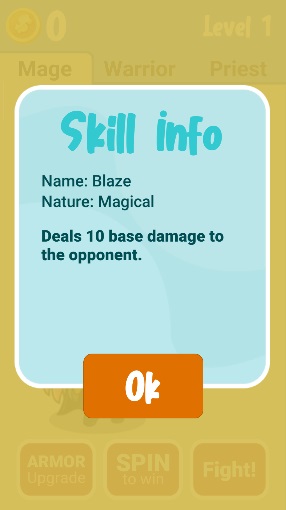 0 Level 1
Mage Warrior Priest
Skill info
Name: Blaze
Nature: Magical
Deals 10 base damage to
the opponent.
Ok
ARMOR SPIN Fight!
Upgrade to win